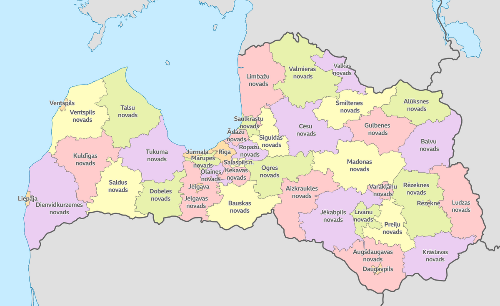 Valkas
novads
Valmieras
novads
Limbažu
novads
Smiltenes
novads
Alūksnes
novads
Ventspils
Ventspils
novads
Talsu
novads
Saulkrastu
novads
Cēsu
novads
Gulbenes
novads
Ādažu
novads
Siguldas
novads
Balvu
novads
Tukuma
novads
Jūrmala
Rīga
Ropažu
novads
Mārupes
novads
Kuldīgas
novads
Salaspils
Olaines
novads
Ķekavas
novads
Ogres
novads
Madonas
novads
Saldus
novads
Dobeles
novads
Jelgava
Jelgavas
novads
Aizkraukles
novads
Varakļānu
novads
Rēzeknes
novads
Rēzekne
Liepāja
Dienvidkurzemes
novads
Bauskas
novads
Jēkabpils
novads
Līvānu
novads
Ludzas
novads
Preiļu
novads
Augšdaugavas
novads
Daugavpils
Krāslavas
novads